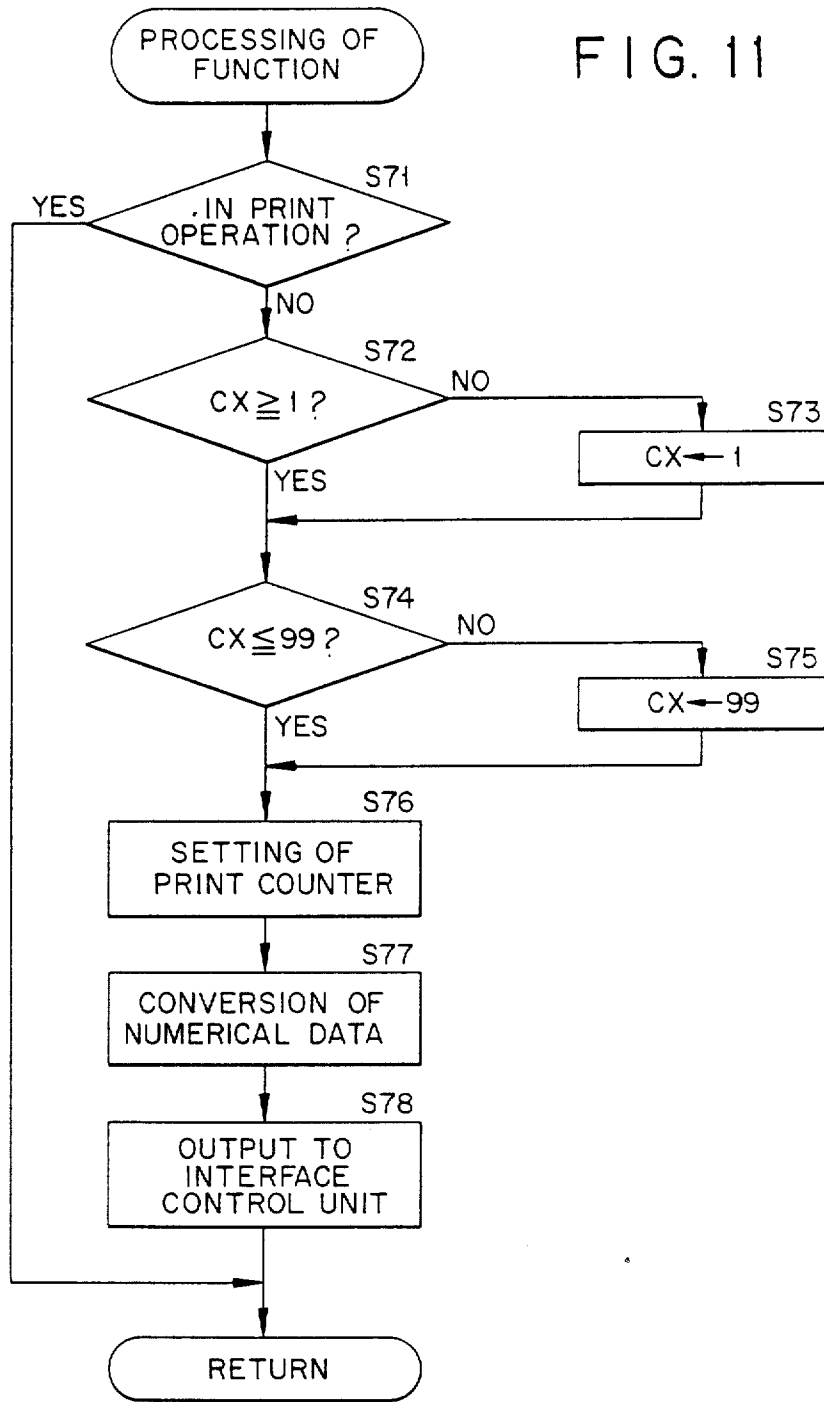 PROCESSING OF
FUNCTION
FIG. 11
S71
YES
IN PRINT
OPERATION ?
NO
S72
NO
CX ≧ 1 ?
S73
CX ← 1
YES
S74
CX ≦ 99 ?
NO
S75
CX ← 99
YES
S76
SETTING OF
PRINT COUNTER
S77
CONVERSION OF
NUMERICAL DATA
S78
OUTPUT TO
INTERFACE
CONTROL UNIT
RETURN